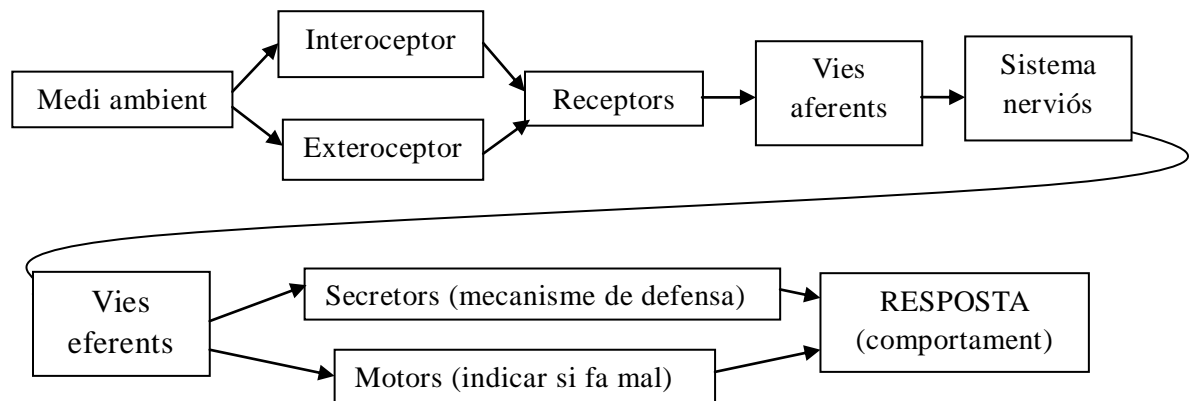 Interoceptor
Medi ambient
Exteroceptor
Receptors
Vies
aferents
Sistema
nerviós
Vies
eferents
Secretors (mecanisme de defensa)
Motors (indicar si fa mal)
RESPOSTA
(comportament)